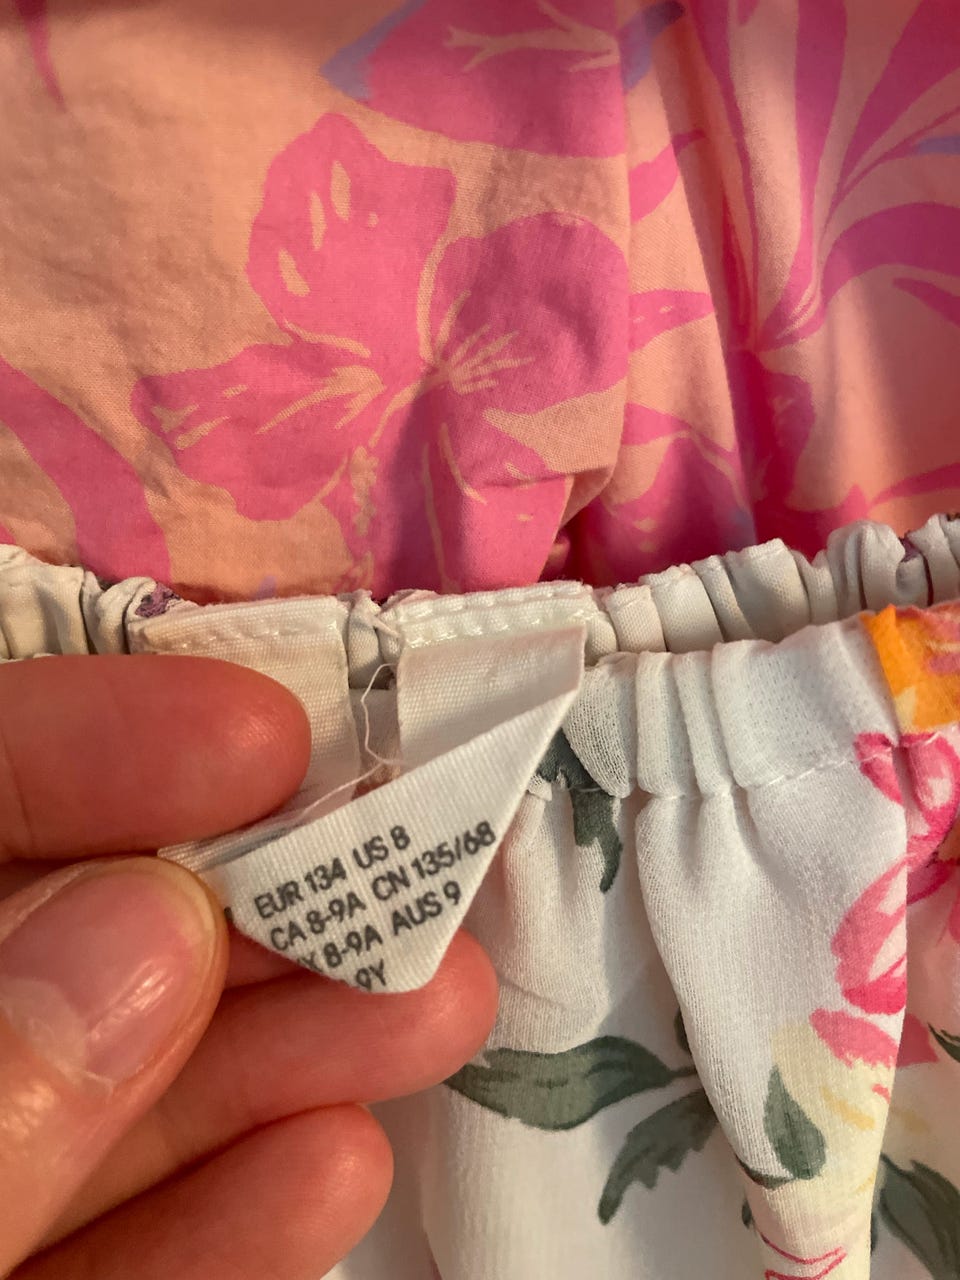 EUR 134 US 8
CA 8-9A CN 135/68
8-9A AUS 9
9Y